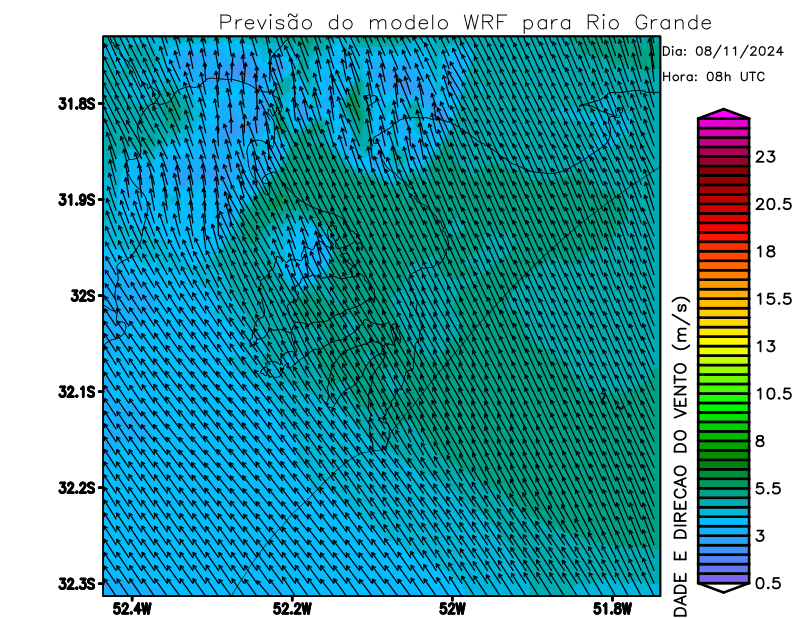 Previsão do modelo WRF para Rio Grande
Dia: 08/11/2024
Hora: 08h UTC
31.8S
31.9S
32S
32.1S
32.2S
32.3S
52.4W
52.2W
52W
51.8W
23
20.5
18
15.5
13
10.5
8
5.5
3
0.5
DADE E DIRECAO DO VENTO (m/s)